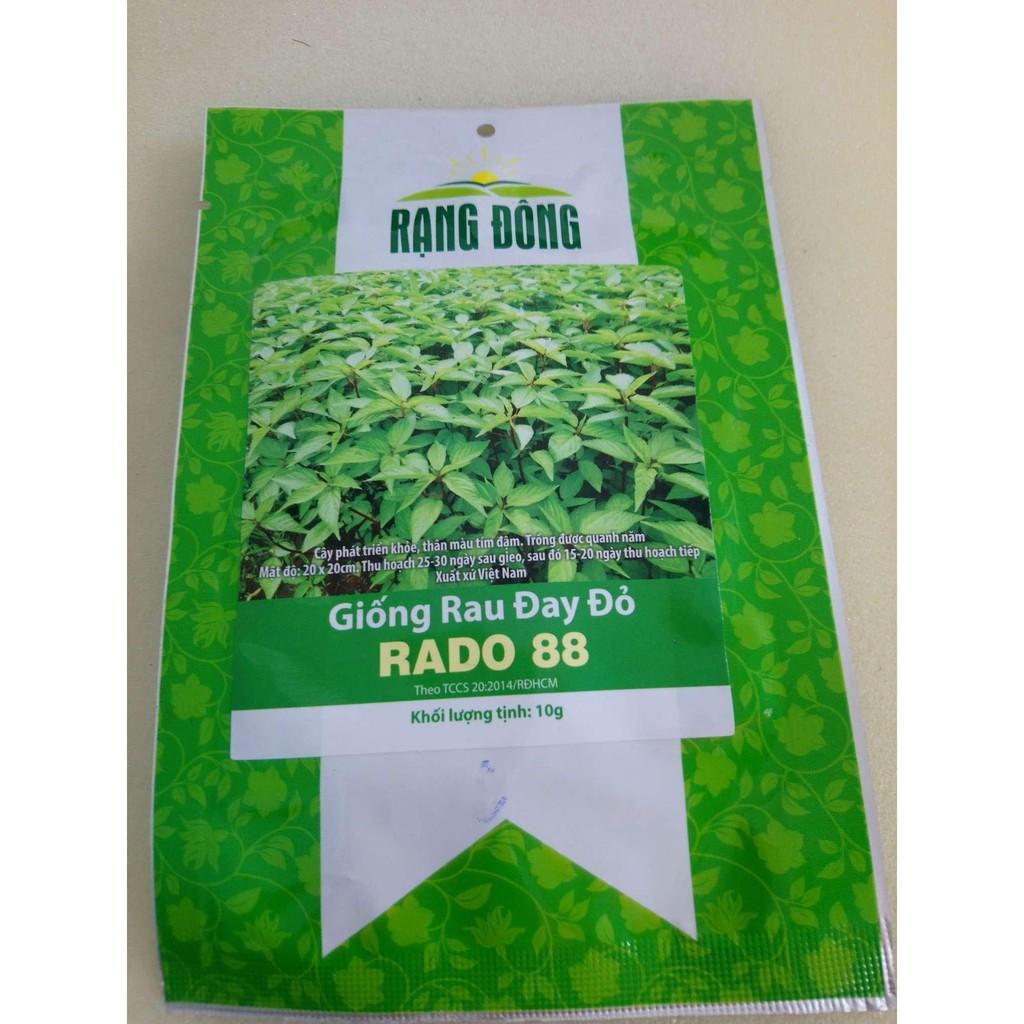 RẠNG ĐÔNG
Cây phát triển khỏe, thân màu tím đậm. Trồng được quanh năm
Mật độ: 20 x 20cm. Thu hoạch 25-30 ngày sau gieo, sau đó 15-20 ngày thu hoạch tiếp
Xuất xứ Việt Nam
Giống Rau Đay Đỏ
RADO 88
Theo TCCS 20:2014/RĐHCM
Khối lượng tịnh: 10g